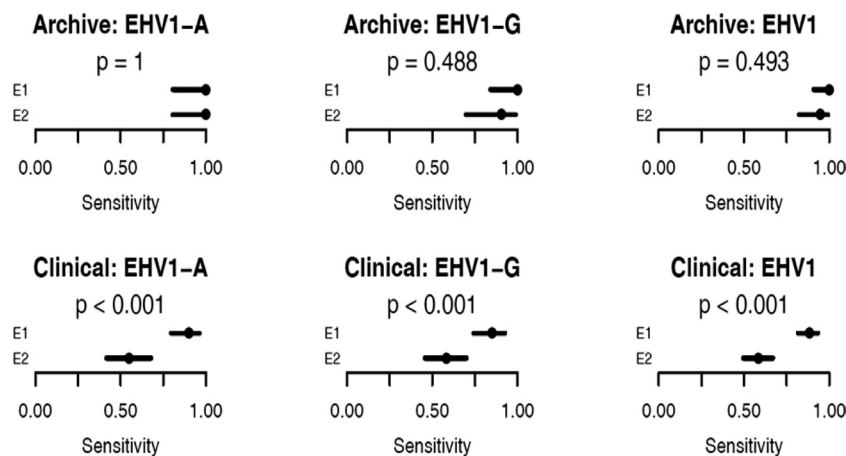 Archive: EHV1-A
p = 1
E1
E2
0.00 0.50 1.00
Sensitivity
Archive: EHV1-G
p = 0.488
E1
E2
0.00 0.50 1.00
Sensitivity
Archive: EHV1
p = 0.493
E1
E2
0.00 0.50 1.00
Sensitivity
Clinical: EHV1-A
p < 0.001
E1
E2
0.00 0.50 1.00
Sensitivity
Clinical: EHV1-G
p < 0.001
E1
E2
0.00 0.50 1.00
Sensitivity
Clinical: EHV1
p < 0.001
E1
E2
0.00 0.50 1.00
Sensitivity